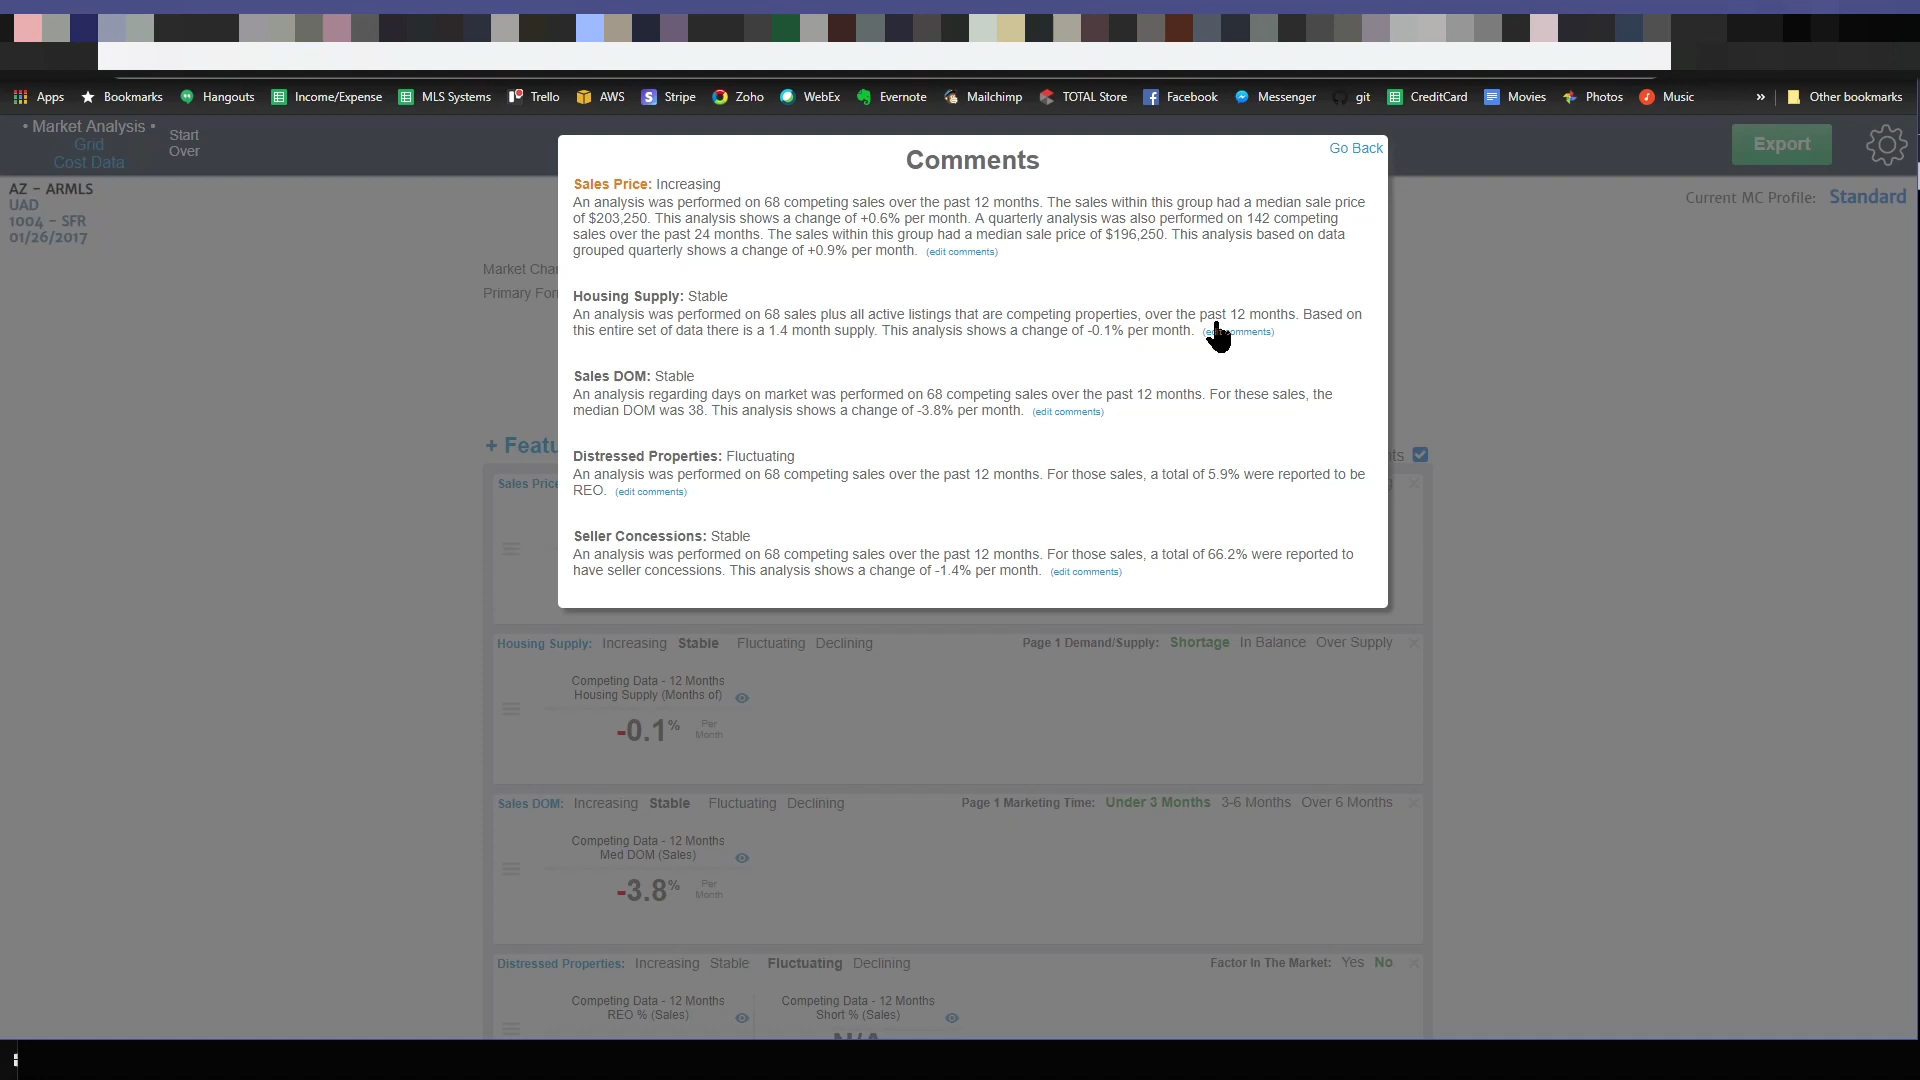 Apps Bookmarks Hangouts Income/Expense MLS Systems Trello AWS Stripe Zoho WebEx Evernote Mailchimp TOTAL Store Facebook Messenger git CreditCard Movies Photos Music » Other bookmarks
• Market Analysis •
Grid
Cost Data
Start
Over
Export
AZ - ARMLS
UAD
1004 - SFR
01/26/2017
Current MC Profile: Standard
Market Char
Primary For
+ Featu
Go Back
Comments
Sales Price: Increasing
An analysis was performed on 68 competing sales over the past 12 months. The sales within this group had a median sale price
of $203,250. This analysis shows a change of +0.6% per month. A quarterly analysis was also performed on 142 competing
sales over the past 24 months. The sales within this group had a median sale price of $196,250. This analysis based on data
grouped quarterly shows a change of +0.9% per month. (edit comments)
Housing Supply: Stable
An analysis was performed on 68 sales plus all active listings that are competing properties, over the past 12 months. Based on
this entire set of data there is a 1.4 month supply. This analysis shows a change of -0.1% per month. (edit comments)
Sales DOM: Stable
An analysis regarding days on market was performed on 68 competing sales over the past 12 months. For these sales, the
median DOM was 38. This analysis shows a change of -3.8% per month. (edit comments)
Distressed Properties: Fluctuating
An analysis was performed on 68 competing sales over the past 12 months. For those sales, a total of 5.9% were reported to be
REO. (edit comments)
Seller Concessions: Stable
An analysis was performed on 68 competing sales over the past 12 months. For those sales, a total of 66.2% were reported to
have seller concessions. This analysis shows a change of -1.4% per month. (edit comments)
ts
Sales Price
Housing Supply: Increasing Stable Fluctuating Declining Page 1 Demand/Supply: Shortage In Balance Over Supply
Competing Data - 12 Months
Housing Supply (Months of)
-0.1% Per Month
Sales DOM: Increasing Stable Fluctuating Declining Page 1 Marketing Time: Under 3 Months 3-6 Months Over 6 Months
Competing Data - 12 Months
Med DOM (Sales)
-3.8% Per Month
Distressed Properties: Increasing Stable Fluctuating Declining Factor In The Market: Yes No
Competing Data - 12 Months Competing Data - 12 Months
REO % (Sales) Short % (Sales)
N/A